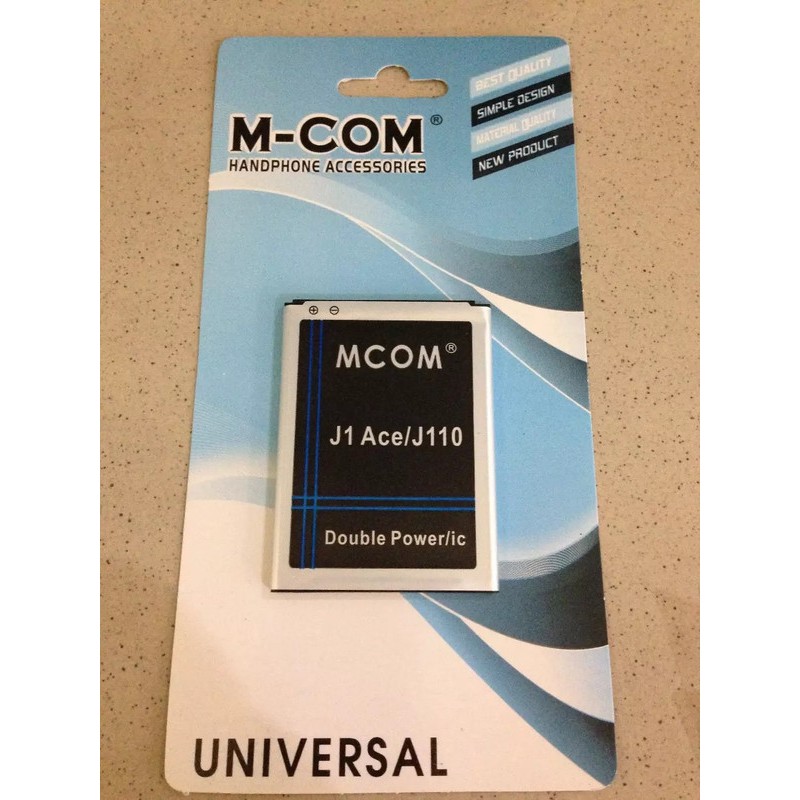 M-COM®
HANDPHONE ACCESSORIES
BEST QUALITY
SIMPLE DESIGN
MATERIAL QUALITY
NEW PRODUCT
MCOM®
J1 Ace/J110
Double Power/ic
UNIVERSAL